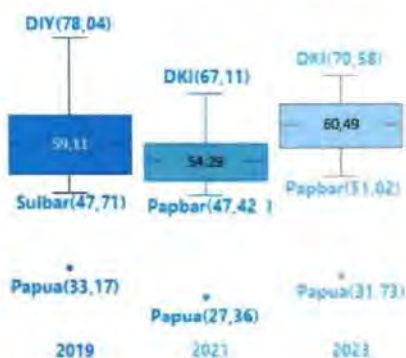 DIY(78,04)
DKI(67,11)
DKI(70,58)
59,11
54,29
60,49
Sulbar(47,71)
Papbar(47,42 )
Papbar(51,02)
Papua(33,17)
Papua(27,36)
Papua(31,73)
2019
2021
2023